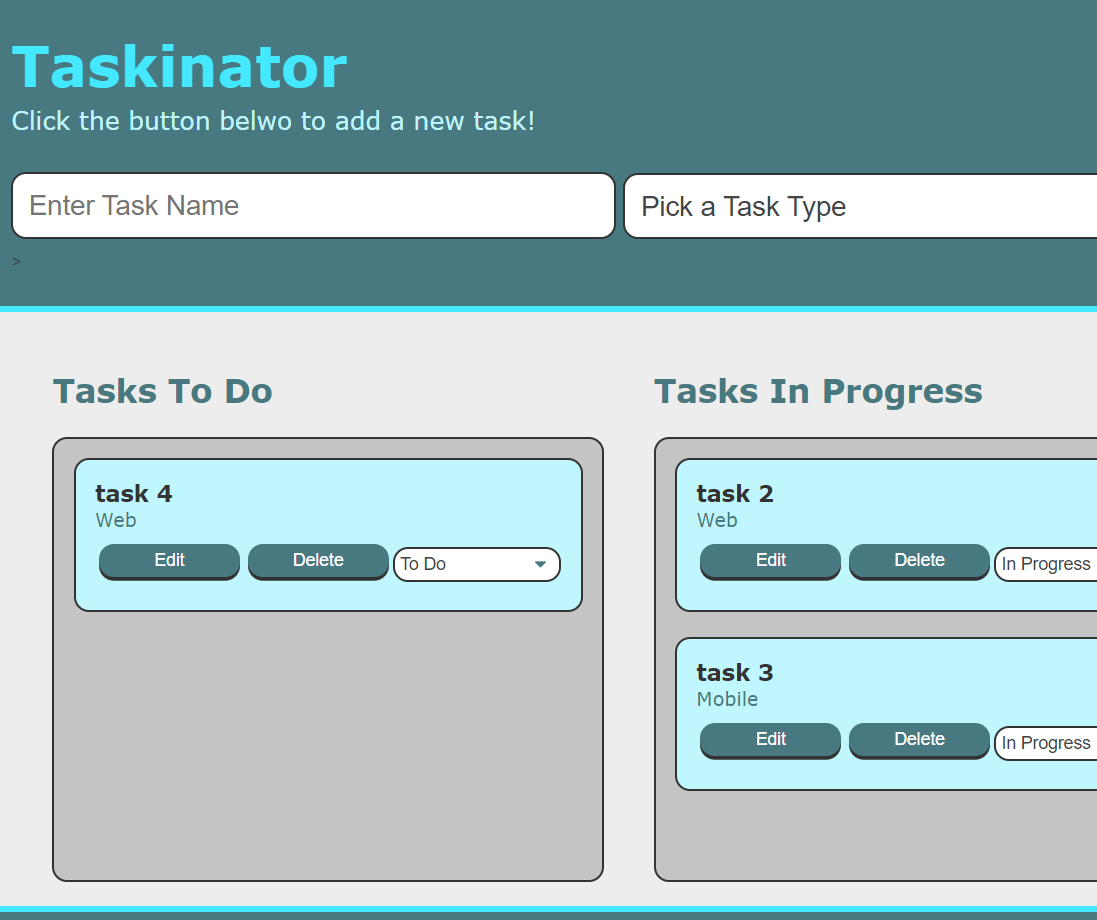 Taskinator
Click the button belwo to add a new task!
Enter Task Name
Pick a Task Type
>
Tasks To Do
task 4
Web
Edit
Delete
To Do
Tasks In Progress
task 2
Web
Edit
Delete
In Progress
task 3
Mobile
Edit
Delete
In Progress